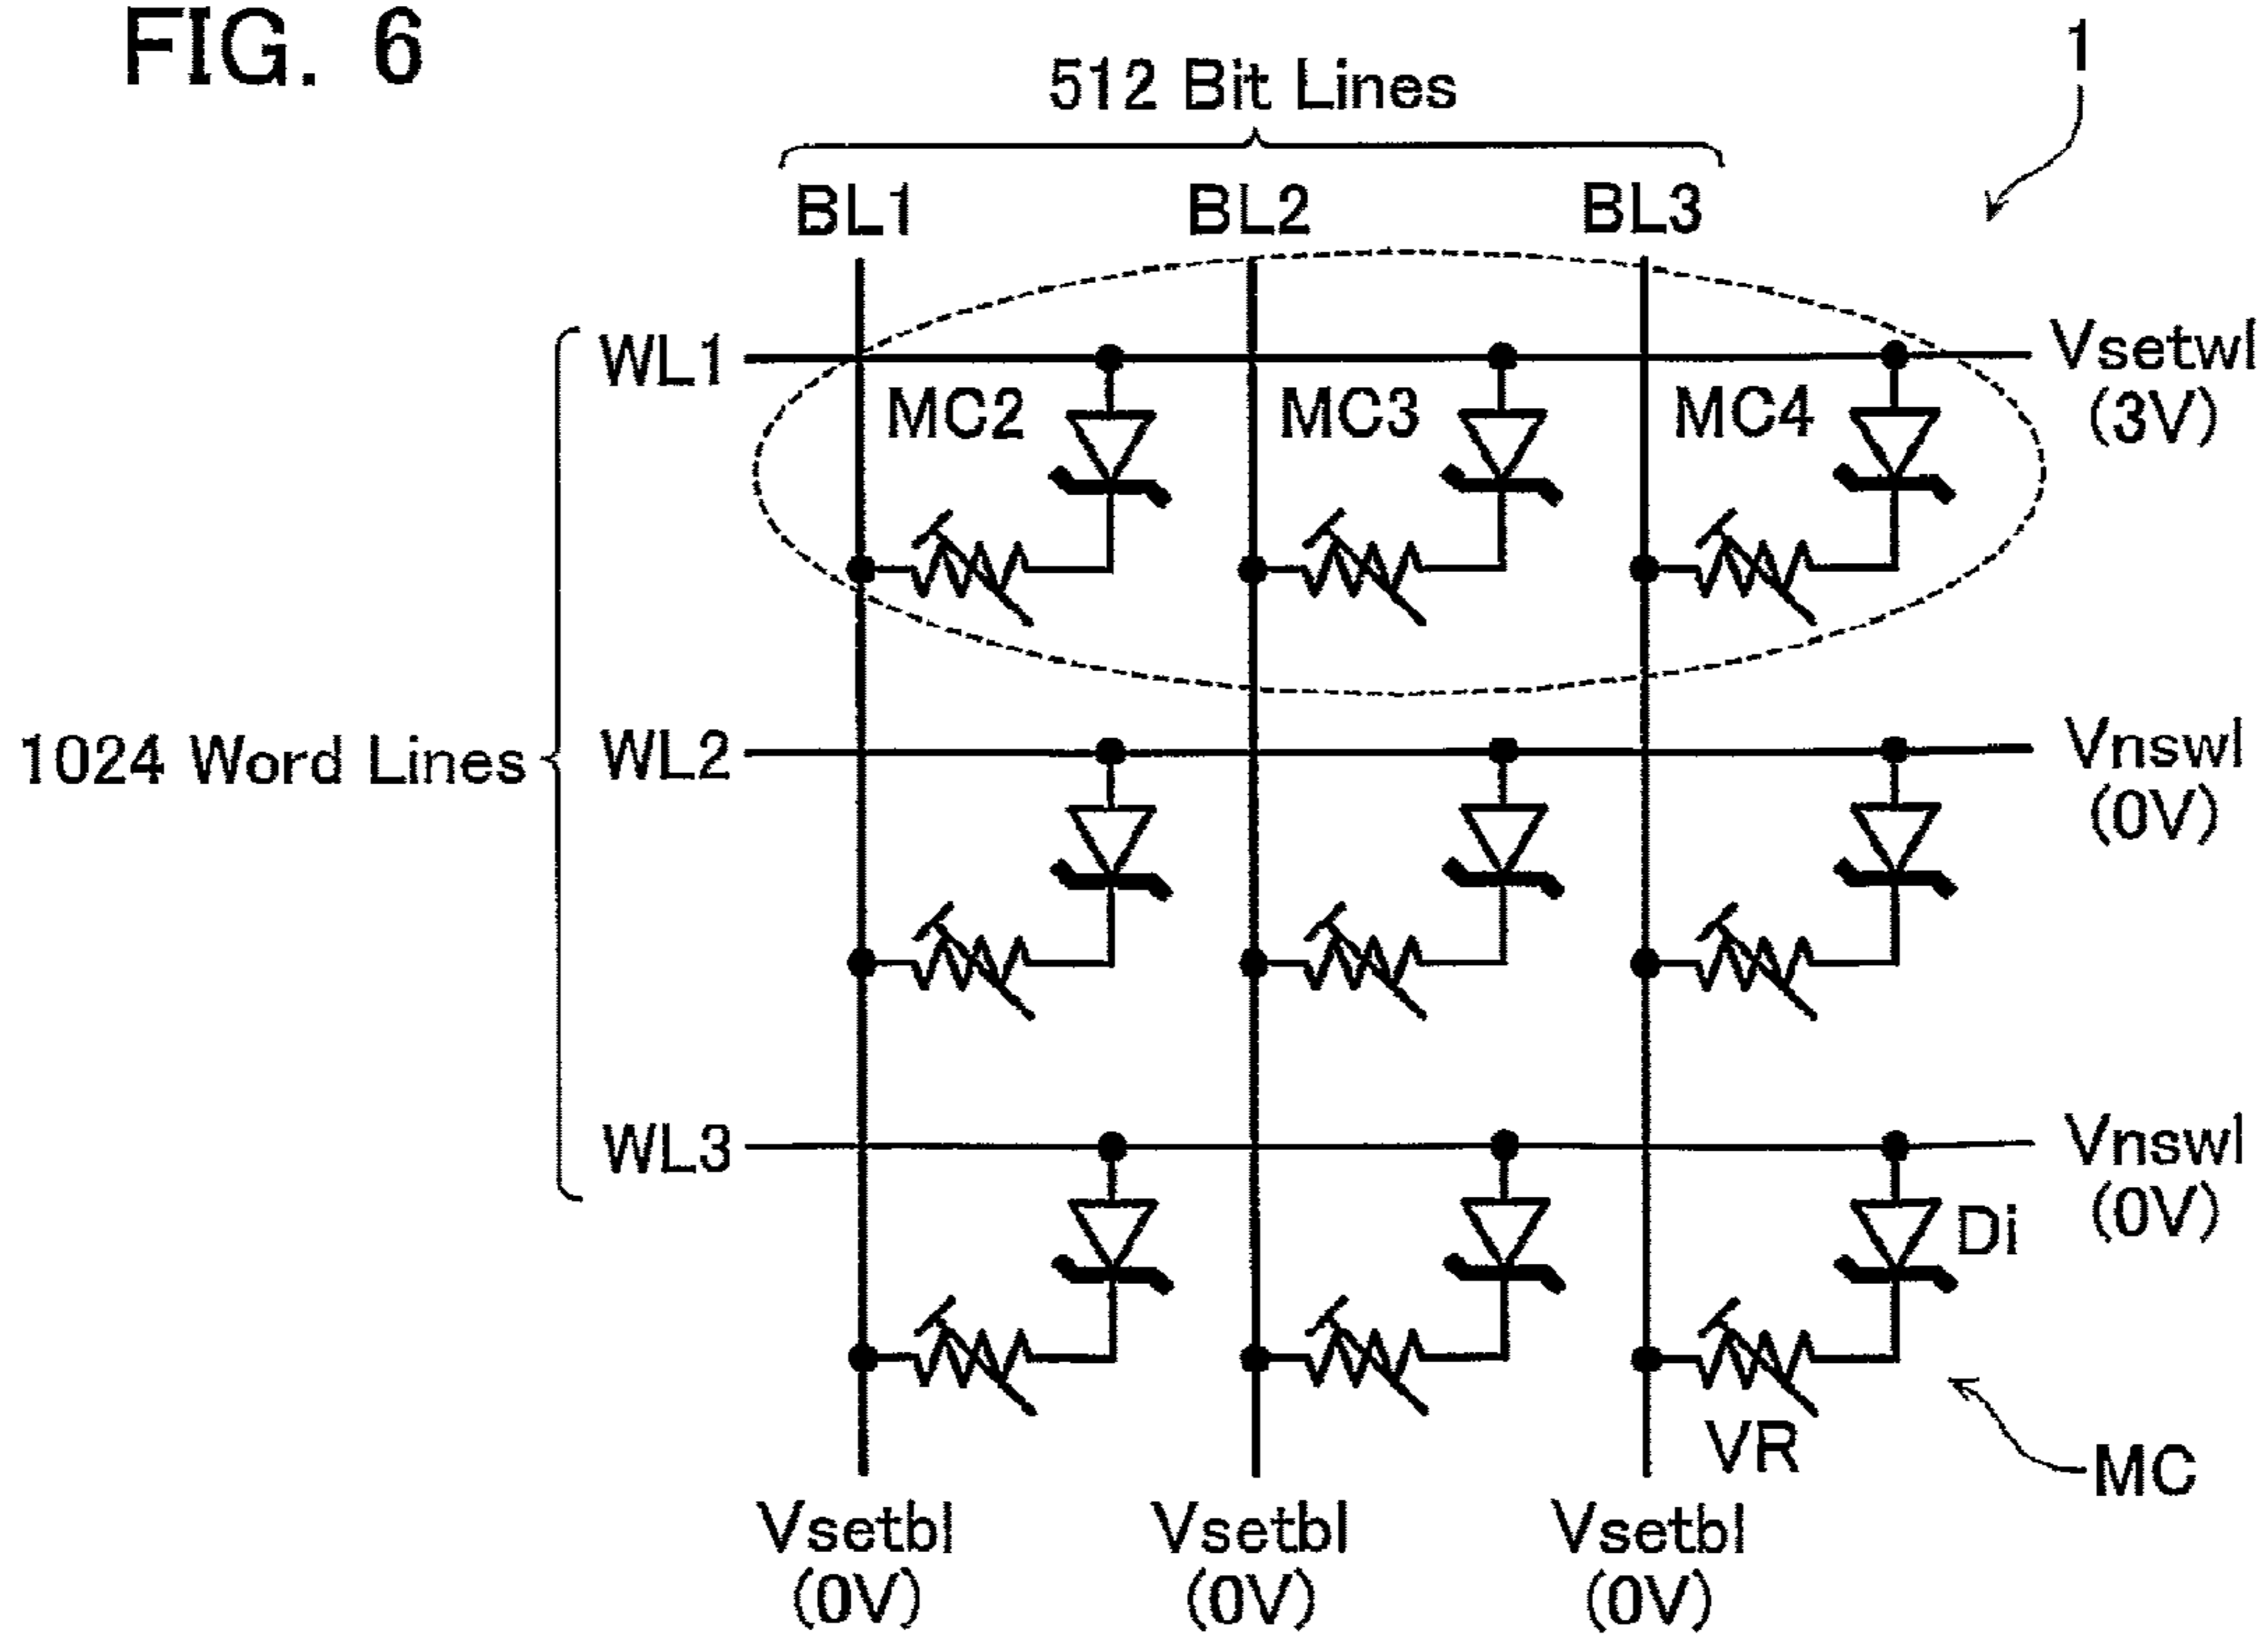 FIG. 6
1
512 Bit Lines
BL1 BL2 BL3
WL1
Vsetwl
(3V)
MC2 MC3 MC4
1024 Word Lines
WL2
Vnswl
(0V)
WL3
Vnswl
(0V)
Di
VR
MC
Vsetbl Vsetbl Vsetbl
(0V) (0V) (0V)